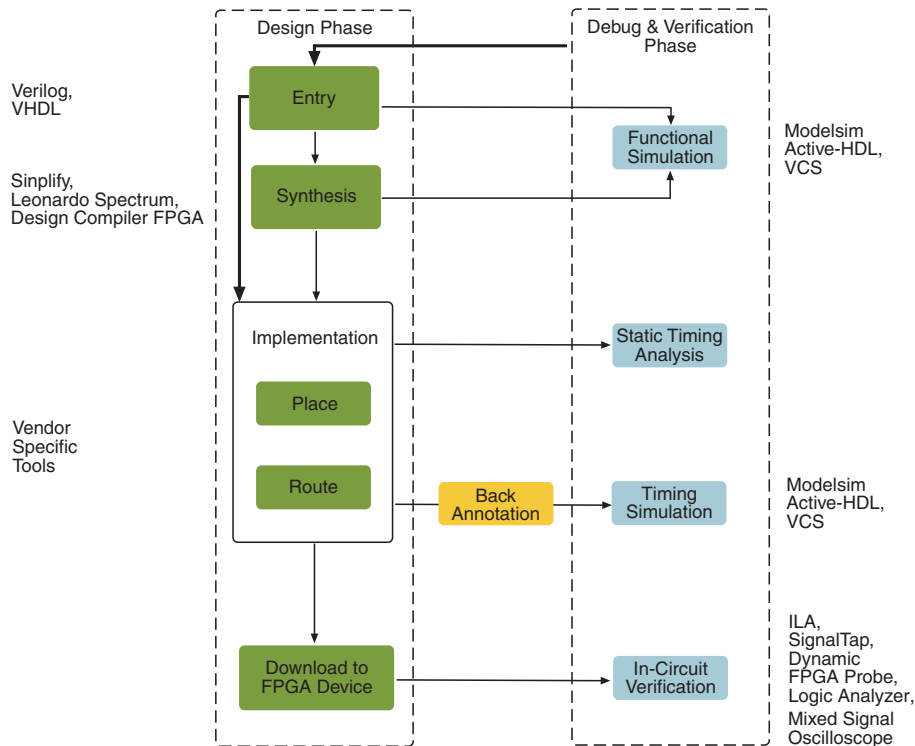 Design Phase
Debug & Verification
Phase
Verilog,
VHDL
Entry
Functional
Simulation
Modelsim
Active-HDL,
VCS
Sinplify,
Leonardo Spectrum,
Design Compiler FPGA
Synthesis
Implementation
Static Timing
Analysis
Place
Vendor
Specific
Tools
Route
Back
Annotation
Timing
Simulation
Modelsim
Active-HDL,
VCS
Download to
FPGA Device
In-Circuit
Verification
ILA,
SignalTap,
Dynamic
FPGA Probe,
Logic Analyzer,
Mixed Signal
Oscilloscope